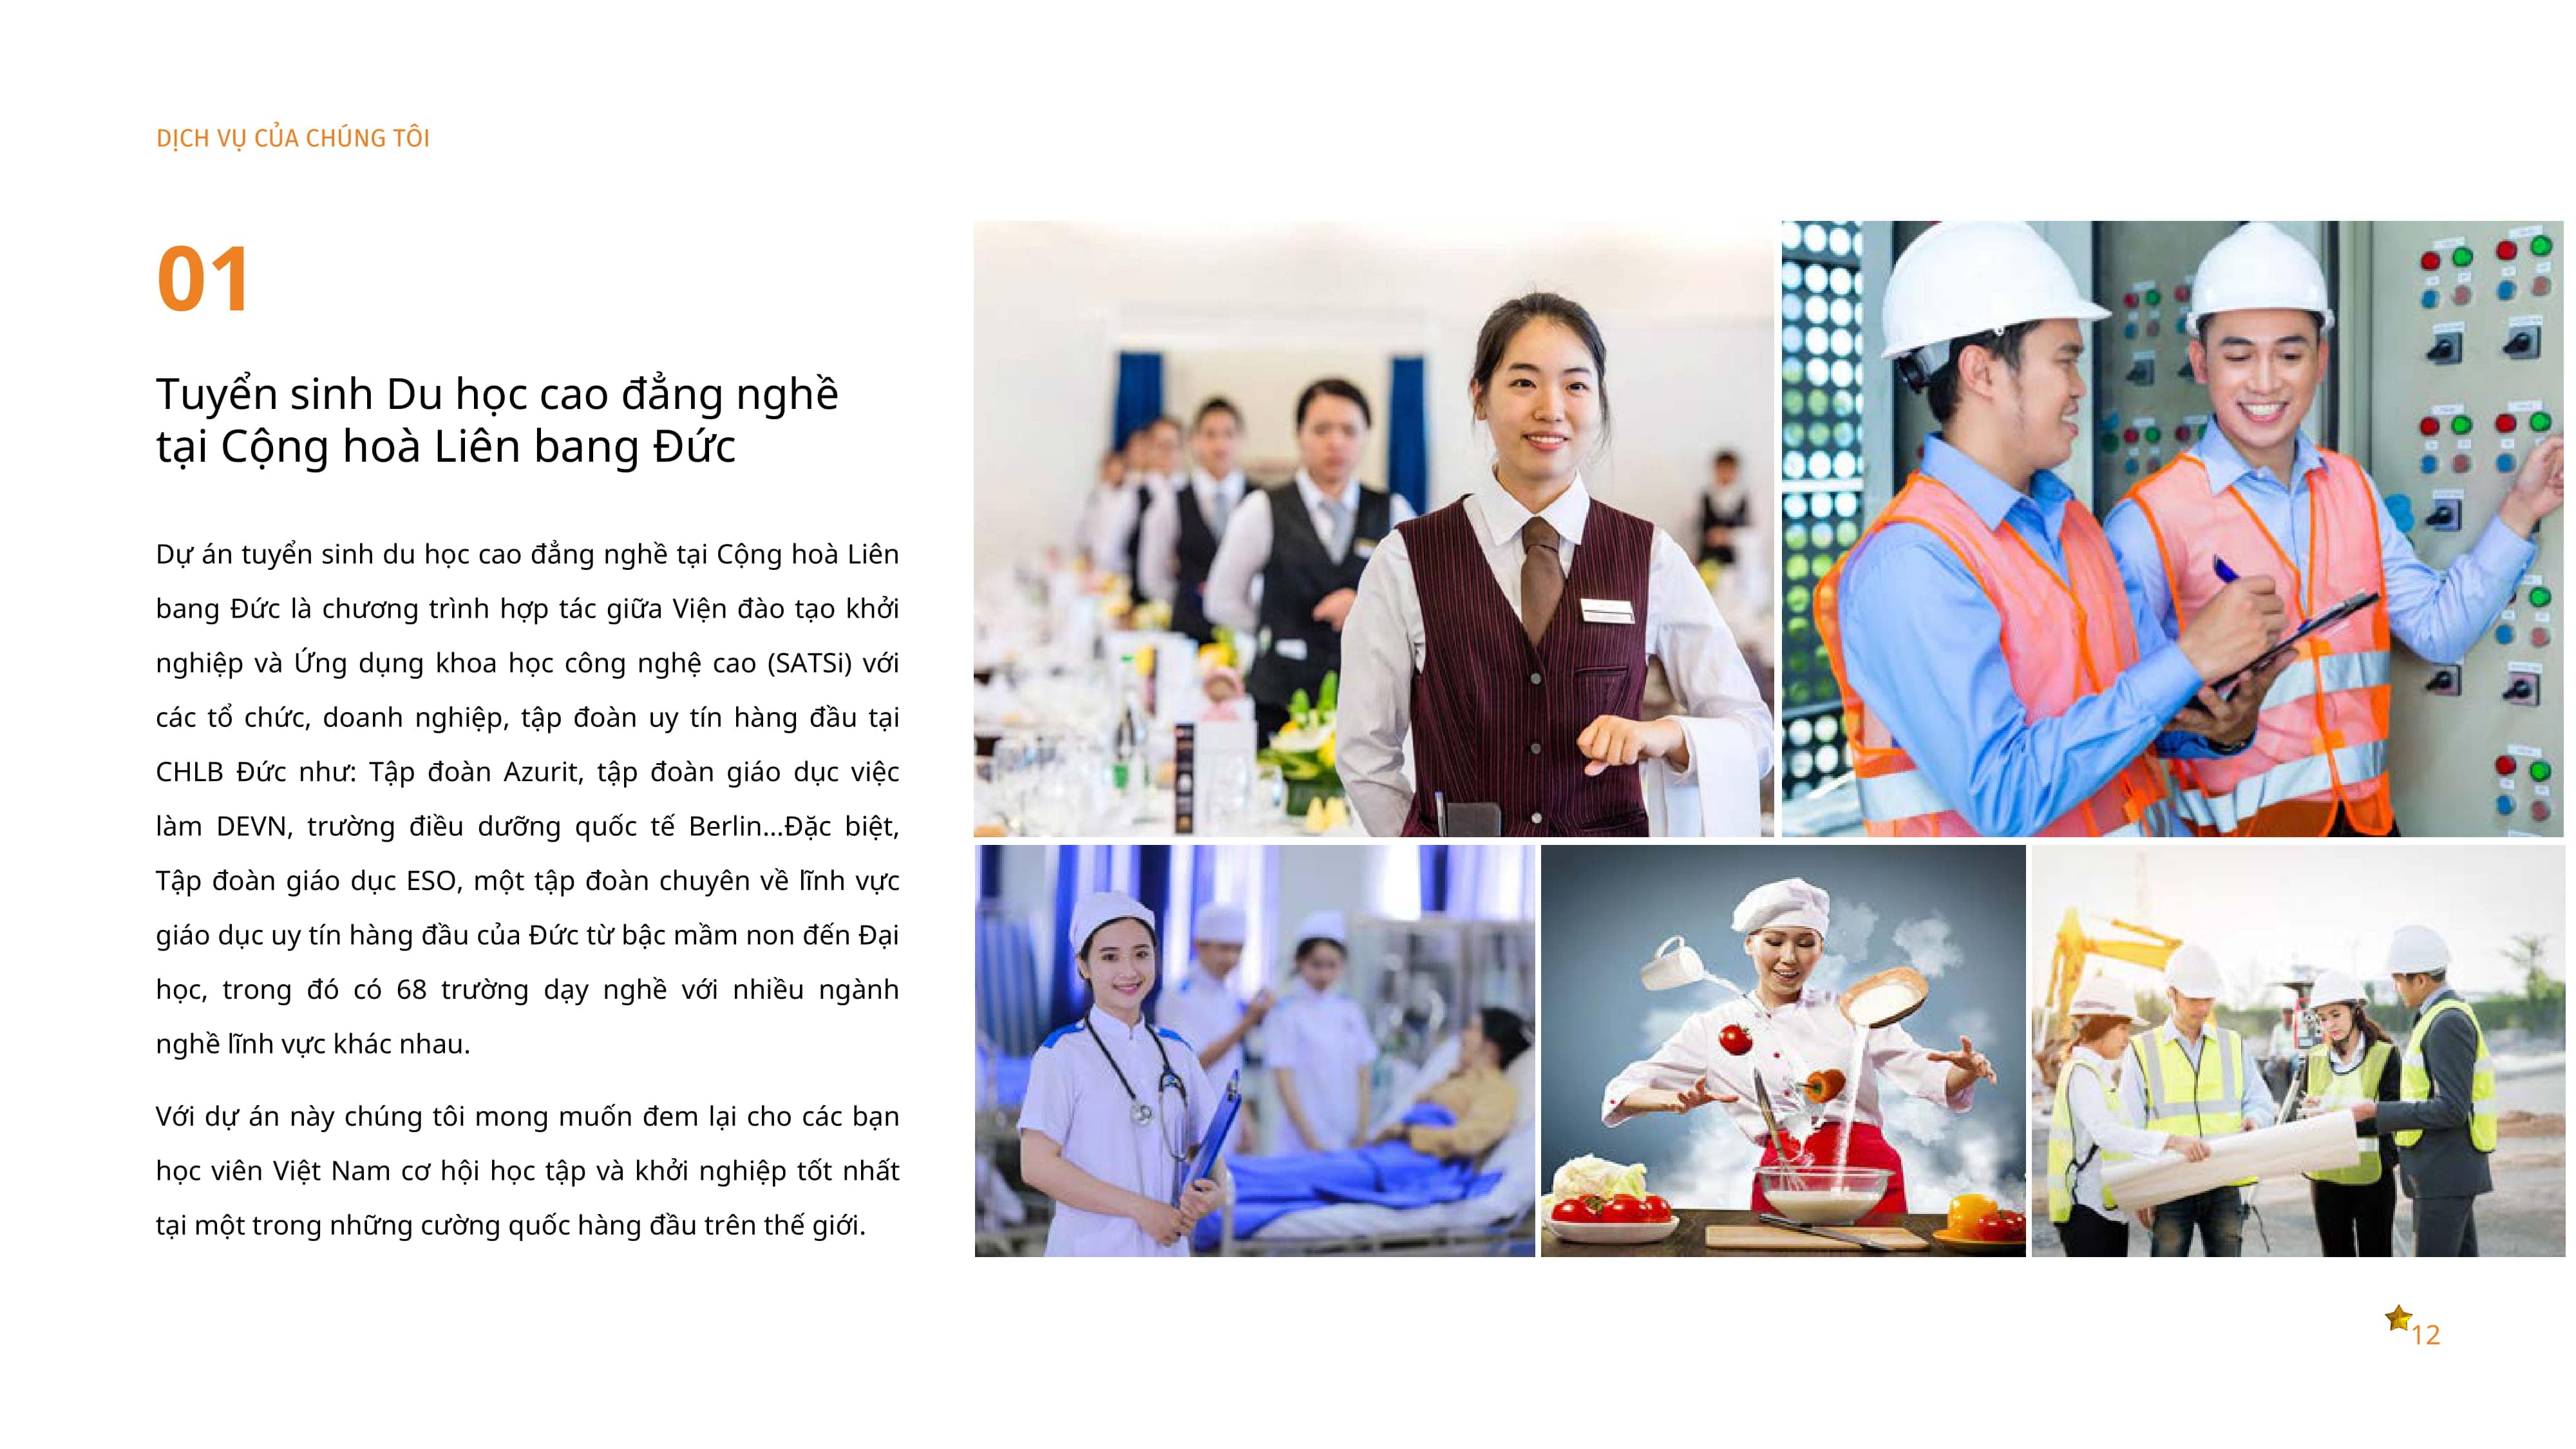 DỊCH VỤ CỦA CHÚNG TÔI
01
Tuyển sinh Du học cao đẳng nghề
tại Cộng hoà Liên bang Đức
Dự án tuyển sinh du học cao đẳng nghề tại Cộng hoà Liên
bang Đức là chương trình hợp tác giữa Viện đào tạo khởi
nghiệp và Ứng dụng khoa học công nghệ cao (SATSi) với
các tổ chức, doanh nghiệp, tập đoàn uy tín hàng đầu tại
CHLB Đức như: Tập đoàn Azurit, tập đoàn giáo dục việc
làm DEVN, trường điều dưỡng quốc tế Berlin...Đặc biệt,
Tập đoàn giáo dục ESO, một tập đoàn chuyên về lĩnh vực
giáo dục uy tín hàng đầu của Đức từ bậc mầm non đến Đại
học, trong đó có 68 trường dạy nghề với nhiều ngành
nghề lĩnh vực khác nhau.
Với dự án này chúng tôi mong muốn đem lại cho các bạn
học viên Việt Nam cơ hội học tập và khởi nghiệp tốt nhất
tại một trong những cường quốc hàng đầu trên thế giới.
12